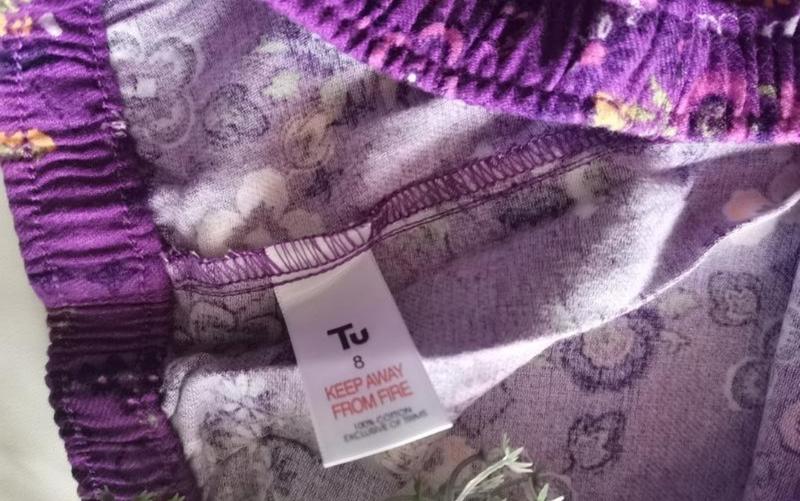 Tu
8
KEEP AWAY
FROM FIRE
100% COTTON
EXCLUSIVE OF TRIMS